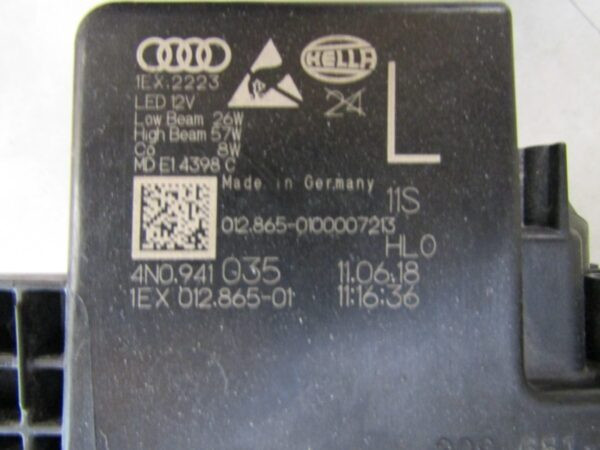 HELLA
1EX.2223
24
LED 12V
L
Low Beam 26W
High Beam 57W
Co 8W
MD E1 4398 C
Made in Germany
11S
012.865-0100007213
HL0
4N0.941 035 11.06.18
1EX 012.865-01 11:16:36